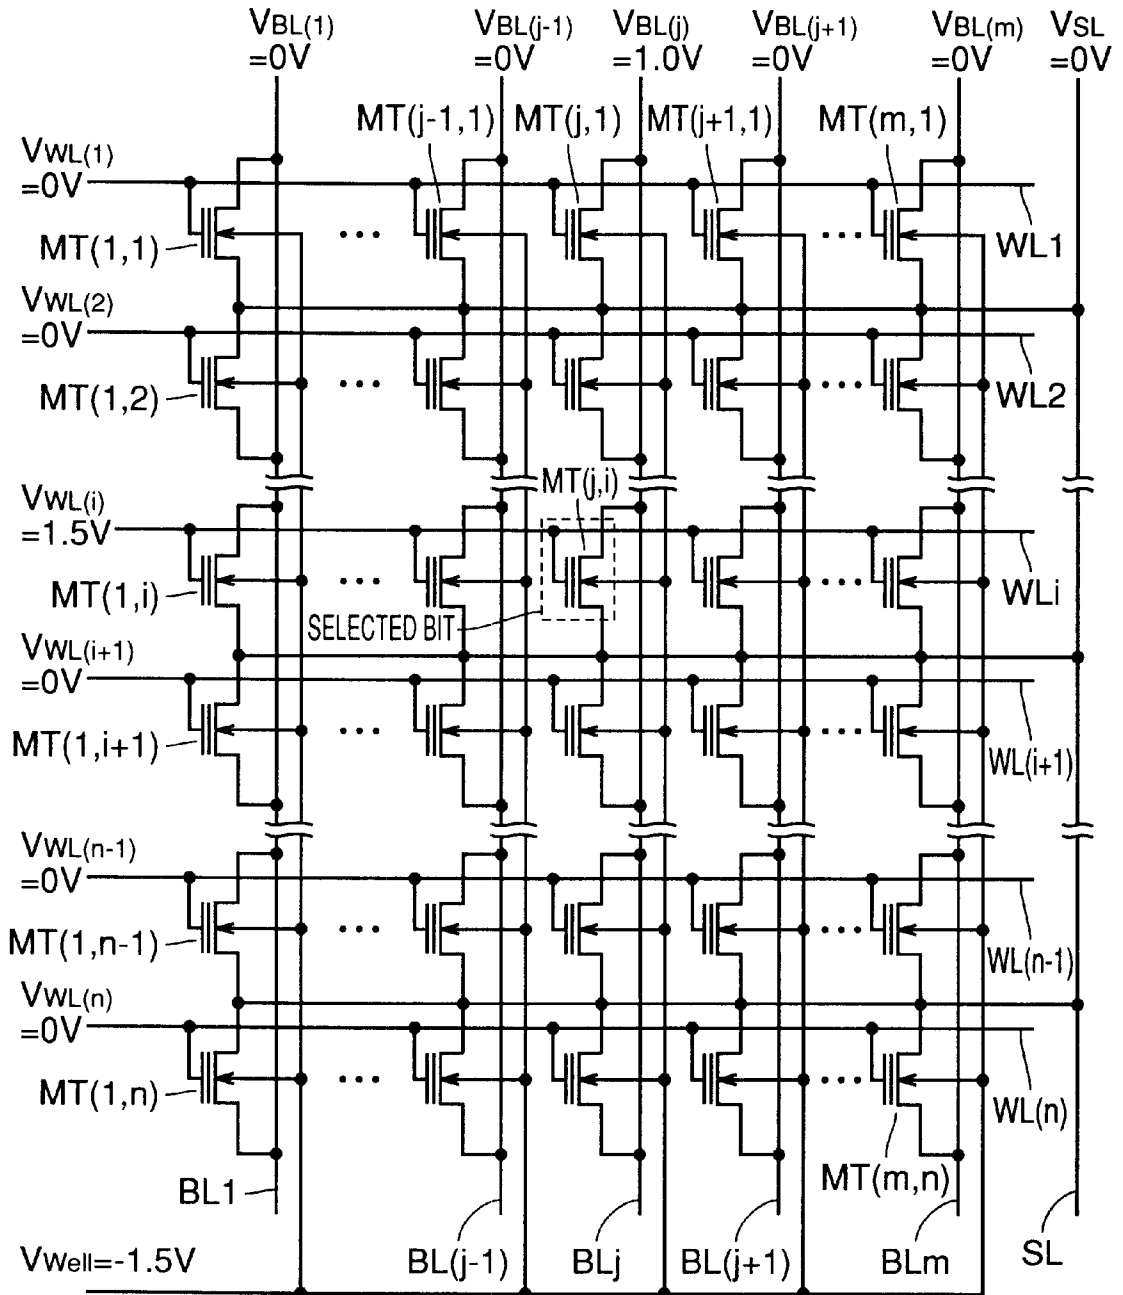 VBL(1) =0V
VBL(j-1) =0V
VBL(j) =1.0V
VBL(j+1) =0V
VBL(m) =0V
VSL =0V
MT(j-1,1)
MT(j,1)
MT(j+1,1)
MT(m,1)
VWL(1) =0V
MT(1,1)
WL1
VWL(2) =0V
MT(1,2)
WL2
MT(j,i)
VWL(i) =1.5V
MT(1,i)
WLi
SELECTED BIT
VWL(i+1) =0V
MT(1,i+1)
WL(i+1)
VWL(n-1) =0V
MT(1,n-1)
WL(n-1)
VWL(n) =0V
MT(1,n)
WL(n)
MT(m,n)
BL1
BL(j-1)
BLj
BL(j+1)
BLm
SL
VWell=-1.5V